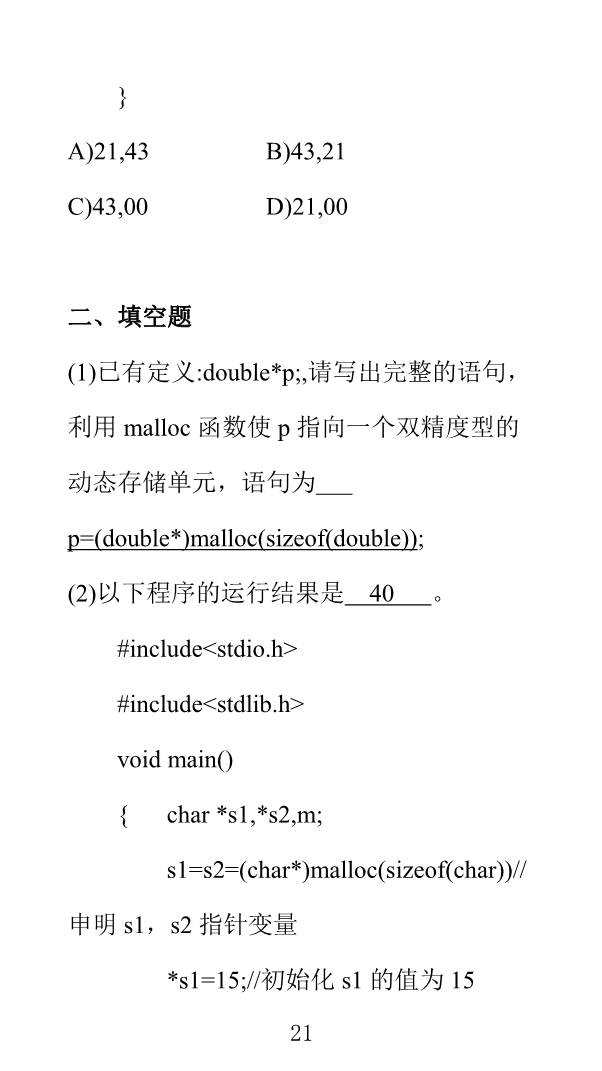 }
A)21,43 B)43,21
C)43,00 D)21,00
二、填空题
(1)已有定义:double*p;,请写出完整的语句，
利用 malloc 函数使 p 指向一个双精度型的
动态存储单元，语句为___
p=(double*)malloc(sizeof(double));
(2)以下程序的运行结果是__40___。
#include<stdio.h>
#include<stdlib.h>
void main()
{ char *s1,*s2,m;
s1=s2=(char*)malloc(sizeof(char))//
申明 s1，s2 指针变量
*s1=15;//初始化 s1 的值为 15
21